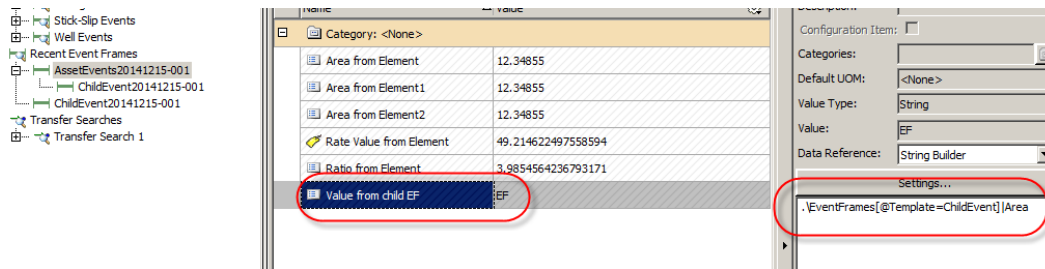 Stick-Slip Events
Well Events
Recent Event Frames
AssetEvents20141215-001
ChildEvent20141215-001
ChildEvent20141215-001
Transfer Searches
Transfer Search 1
Name
Value
Category: <None>
Area from Element 12.34855
Area from Element1 12.34855
Area from Element2 12.34855
Rate Value from Element 49.214622497558594
Ratio from Element 3.9854564236793171
Value from child EF EF
Description:
Configuration Item:
Categories:
Default UOM: <None>
Value Type: String
Value: EF
Data Reference: String Builder
Settings...
.\EventFrames[@Template=ChildEvent]|Area